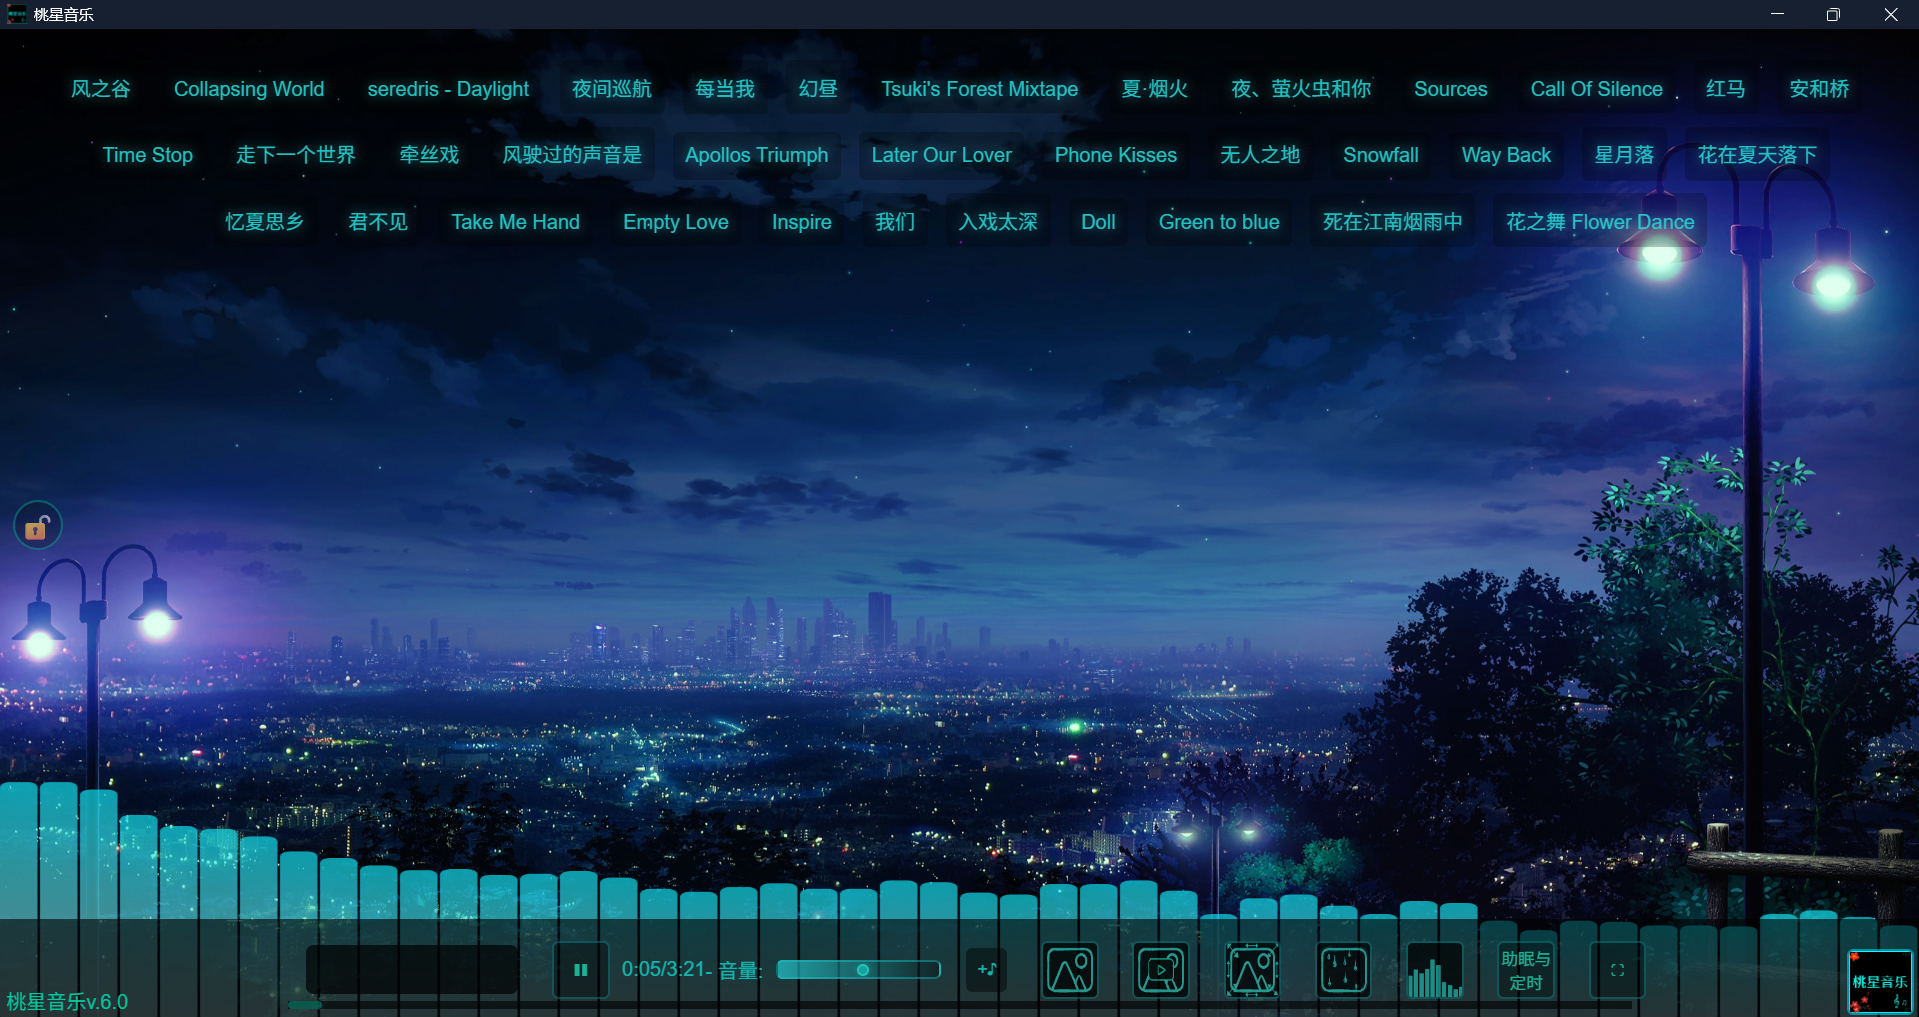 桃星音乐
风之谷 Collapsing World seredris - Daylight 夜间巡航 每当我 幻昼 Tsuki's Forest Mixtape 夏·烟火 夜、萤火虫和你 Sources Call Of Silence 红马 安和桥
Time Stop 走下一个世界 牵丝戏 风驶过的声音是 Apollos Triumph Later Our Lover Phone Kisses 无人之地 Snowfall Way Back 星月落 花在夏天落下
忆夏思乡 君不见 Take Me Hand Empty Love Inspire 我们 入戏太深 Doll Green to blue 死在江南烟雨中 花之舞 Flower Dance
0:05/3:21- 音量:
助眠与
定时
桃星音乐
桃星音乐v.6.0